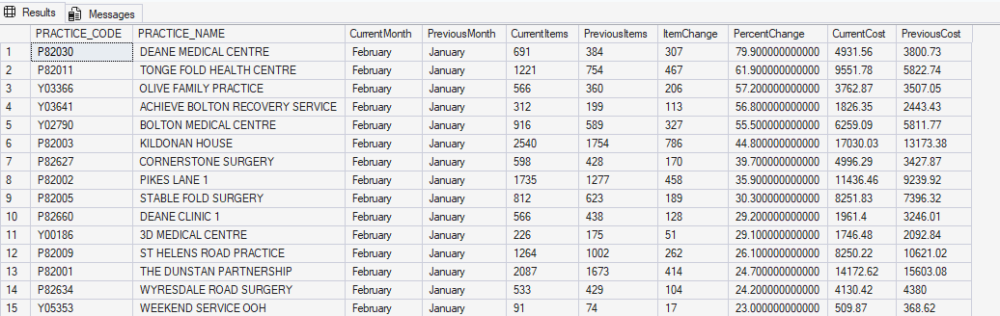 Results Messages
PRACTICE_CODE PRACTICE_NAME CurrentMonth PreviousMonth CurrentItems PreviousItems ItemChange PercentChange CurrentCost PreviousCost
1 P82030 DEANE MEDICAL CENTRE February January 691 384 307 79.900000000000 4931.56 3800.73
2 P82011 TONGE FOLD HEALTH CENTRE February January 1221 754 467 61.900000000000 9551.78 5822.74
3 Y03366 OLIVE FAMILY PRACTICE February January 566 360 206 57.200000000000 3762.87 3507.05
4 Y03641 ACHIEVE BOLTON RECOVERY SERVICE February January 312 199 113 56.800000000000 1826.35 2443.43
5 Y02790 BOLTON MEDICAL CENTRE February January 916 589 327 55.500000000000 6259.09 5811.77
6 P82003 KILDONAN HOUSE February January 2540 1754 786 44.800000000000 17030.03 13173.38
7 P82627 CORNERSTONE SURGERY February January 598 428 170 39.700000000000 4996.29 3427.87
8 P82002 PIKES LANE 1 February January 1735 1277 458 35.900000000000 11436.46 9239.92
9 P82005 STABLE FOLD SURGERY February January 812 623 189 30.300000000000 8251.83 7396.32
10 P82660 DEANE CLINIC 1 February January 566 438 128 29.200000000000 1961.4 3246.01
11 Y00186 3D MEDICAL CENTRE February January 226 175 51 29.100000000000 1746.48 2092.84
12 P82009 ST HELENS ROAD PRACTICE February January 1264 1002 262 26.100000000000 8250.22 10621.02
13 P82001 THE DUNSTAN PARTNERSHIP February January 2087 1673 414 24.700000000000 14172.62 15603.08
14 P82634 WYRESDALE ROAD SURGERY February January 533 429 104 24.200000000000 4130.42 4380
15 Y05353 WEEKEND SERVICE OOH February January 91 74 17 23.000000000000 509.87 368.62